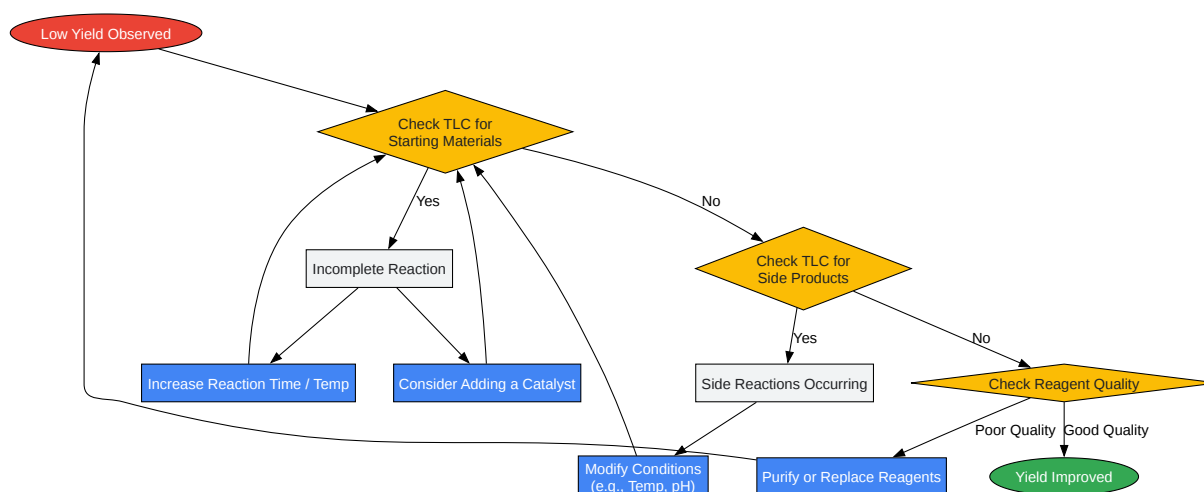 Low Yield Observed
Check TLC for
Starting Materials
Yes
No
Incomplete Reaction
Check TLC for
Side Products
Yes
No
Increase Reaction Time / Temp
Consider Adding a Catalyst
Side Reactions Occurring
Check Reagent Quality
Poor Quality
Good Quality
Modify Conditions
(e.g., Temp, pH)
Purify or Replace Reagents
Yield Improved